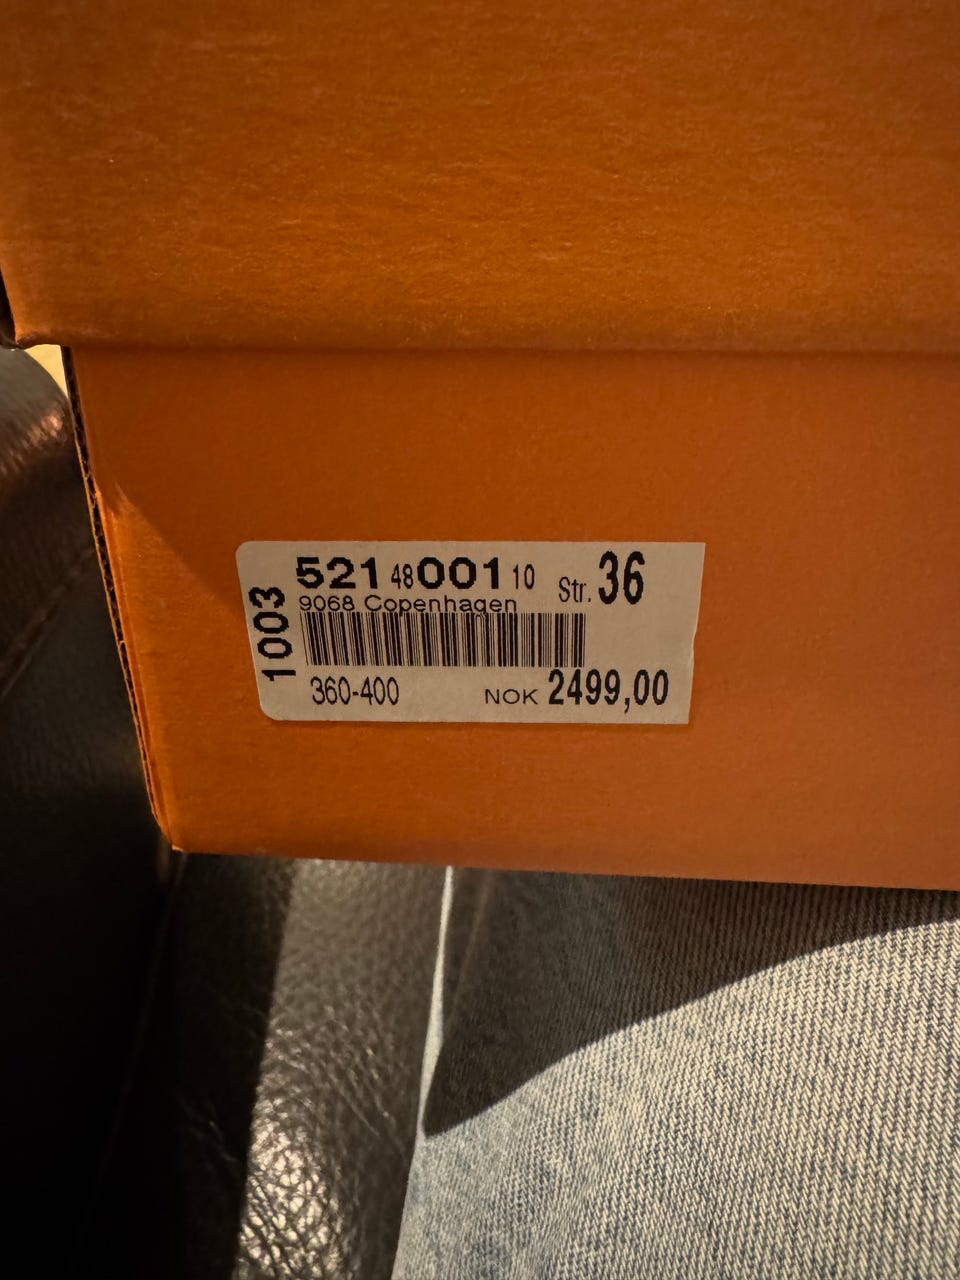 521 48 001 10 Str. 36
9068 Copenhagen
1003
360-400 NOK 2499,00